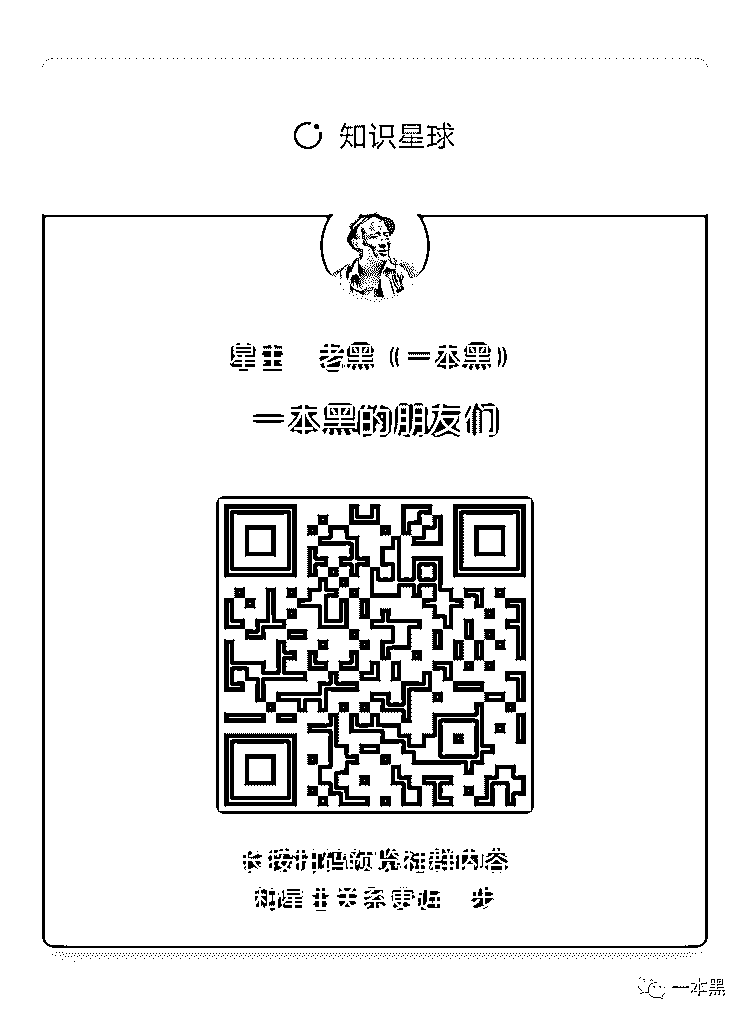 知识星球
星主 老黑《一本黑》
一本黑的朋友们
长按扫码预览社群内容
和星主关系更近一步
一本黑